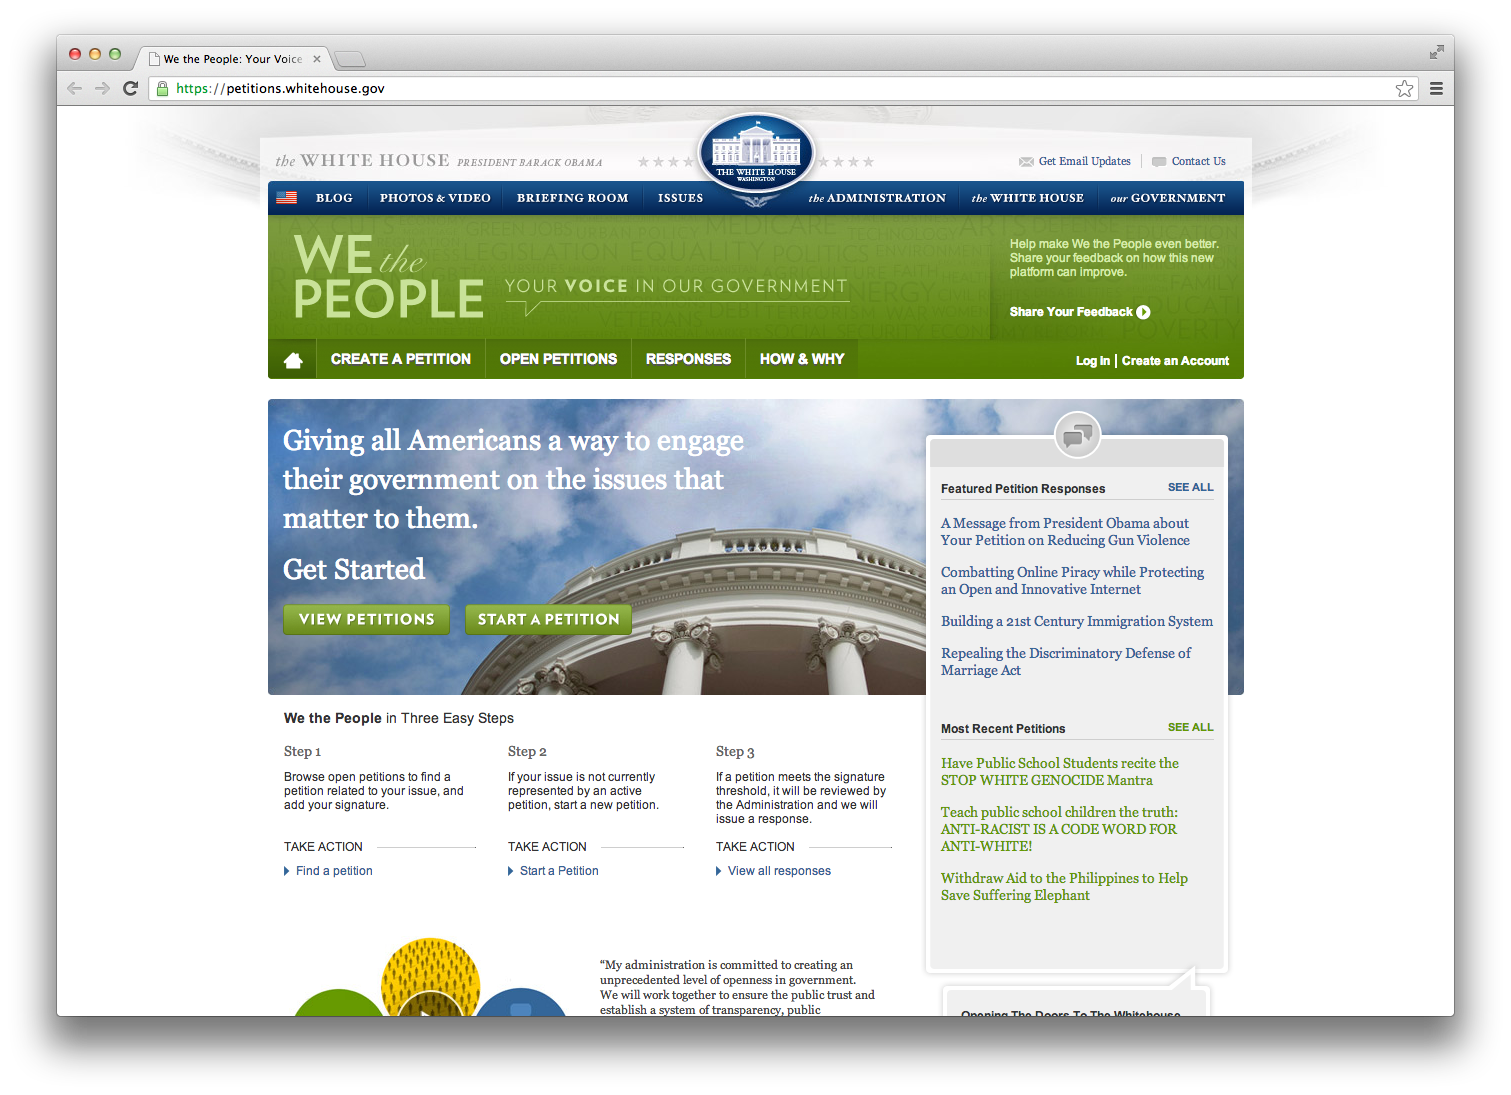 We the People: Your Voice
https://petitions.whitehouse.gov
the WHITE HOUSE PRESIDENT BARACK OBAMA
THE WHITE HOUSE
WASHINGTON
Get Email Updates
Contact Us
BLOG
PHOTOS & VIDEO
BRIEFING ROOM
ISSUES
the ADMINISTRATION
the WHITE HOUSE
our GOVERNMENT
WE the
PEOPLE
YOUR VOICE IN OUR GOVERNMENT
Help make We the People even better.
Share your feedback on how this new
platform can improve.
Share Your Feedback
CREATE A PETITION
OPEN PETITIONS
RESPONSES
HOW & WHY
Log In | Create an Account
Giving all Americans a way to engage
their government on the issues that
matter to them.
Get Started
VIEW PETITIONS
START A PETITION
Featured Petition Responses
SEE ALL
A Message from President Obama about
Your Petition on Reducing Gun Violence
Combatting Online Piracy while Protecting
an Open and Innovative Internet
Building a 21st Century Immigration System
Repealing the Discriminatory Defense of
Marriage Act
Most Recent Petitions
SEE ALL
Have Public School Students recite the
STOP WHITE GENOCIDE Mantra
Teach public school children the truth:
ANTI-RACIST IS A CODE WORD FOR
ANTI-WHITE!
Withdraw Aid to the Philippines to Help
Save Suffering Elephant
We the People in Three Easy Steps
Step 1
Browse open petitions to find a
petition related to your issue, and
add your signature.
TAKE ACTION
Find a petition
Step 2
If your issue is not currently
represented by an active
petition, start a new petition.
TAKE ACTION
Start a Petition
Step 3
If a petition meets the signature
threshold, it will be reviewed by
the Administration and we will
issue a response.
TAKE ACTION
View all responses
“My administration is committed to creating an
unprecedented level of openness in government.
We will work together to ensure the public trust and
establish a system of transparency, public
Opening The Doors To The Whitehouse